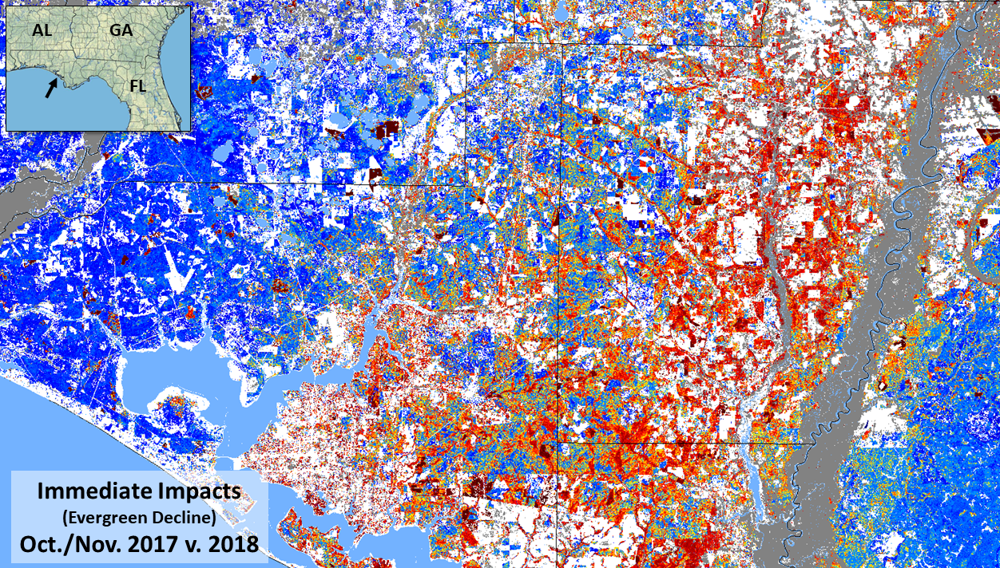 AL GA
FL
Immediate Impacts
(Evergreen Decline)
Oct./Nov. 2017 v. 2018